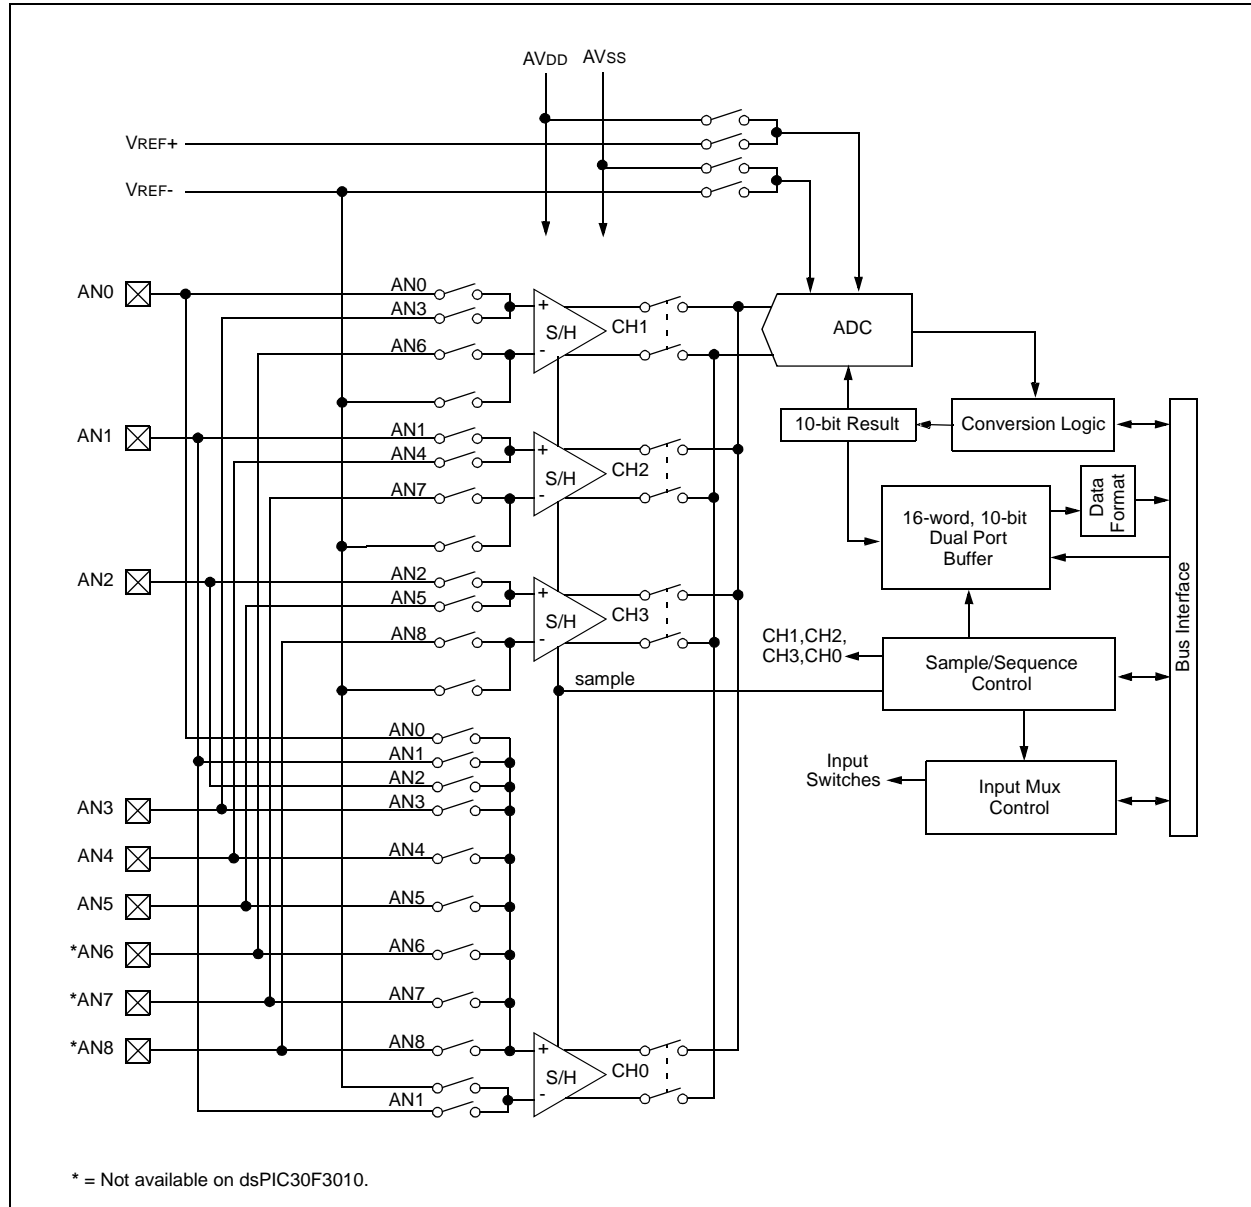 AVDD AVSS
VREF+
VREF-
AN0
AN0
AN3
AN6
+
-
S/H
CH1
ADC
AN1
AN1
AN4
AN7
+
-
S/H
CH2
10-bit Result
Conversion Logic
16-word, 10-bit
Dual Port
Buffer
Data
Format
Bus Interface
AN2
AN2
AN5
AN8
+
-
S/H
CH3
CH1,CH2,
CH3,CH0
Sample/Sequence
Control
sample
Input
Switches
Input Mux
Control
AN0
AN1
AN2
AN3
AN3
AN4
AN4
AN5
AN5
*AN6
AN6
*AN7
AN7
*AN8
AN8
AN1
+
-
S/H
CH0
* = Not available on dsPIC30F3010.